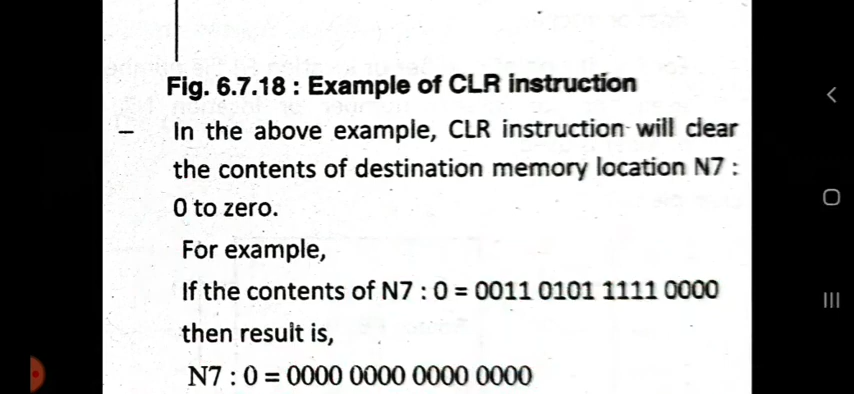 Fig. 6.7.18 : Example of CLR instruction
– In the above example, CLR instruction will clear
the contents of destination memory location N7 :
0 to zero.
For example,
If the contents of N7 : 0 = 0011 0101 1111 0000
then result is,
N7 : 0 = 0000 0000 0000 0000